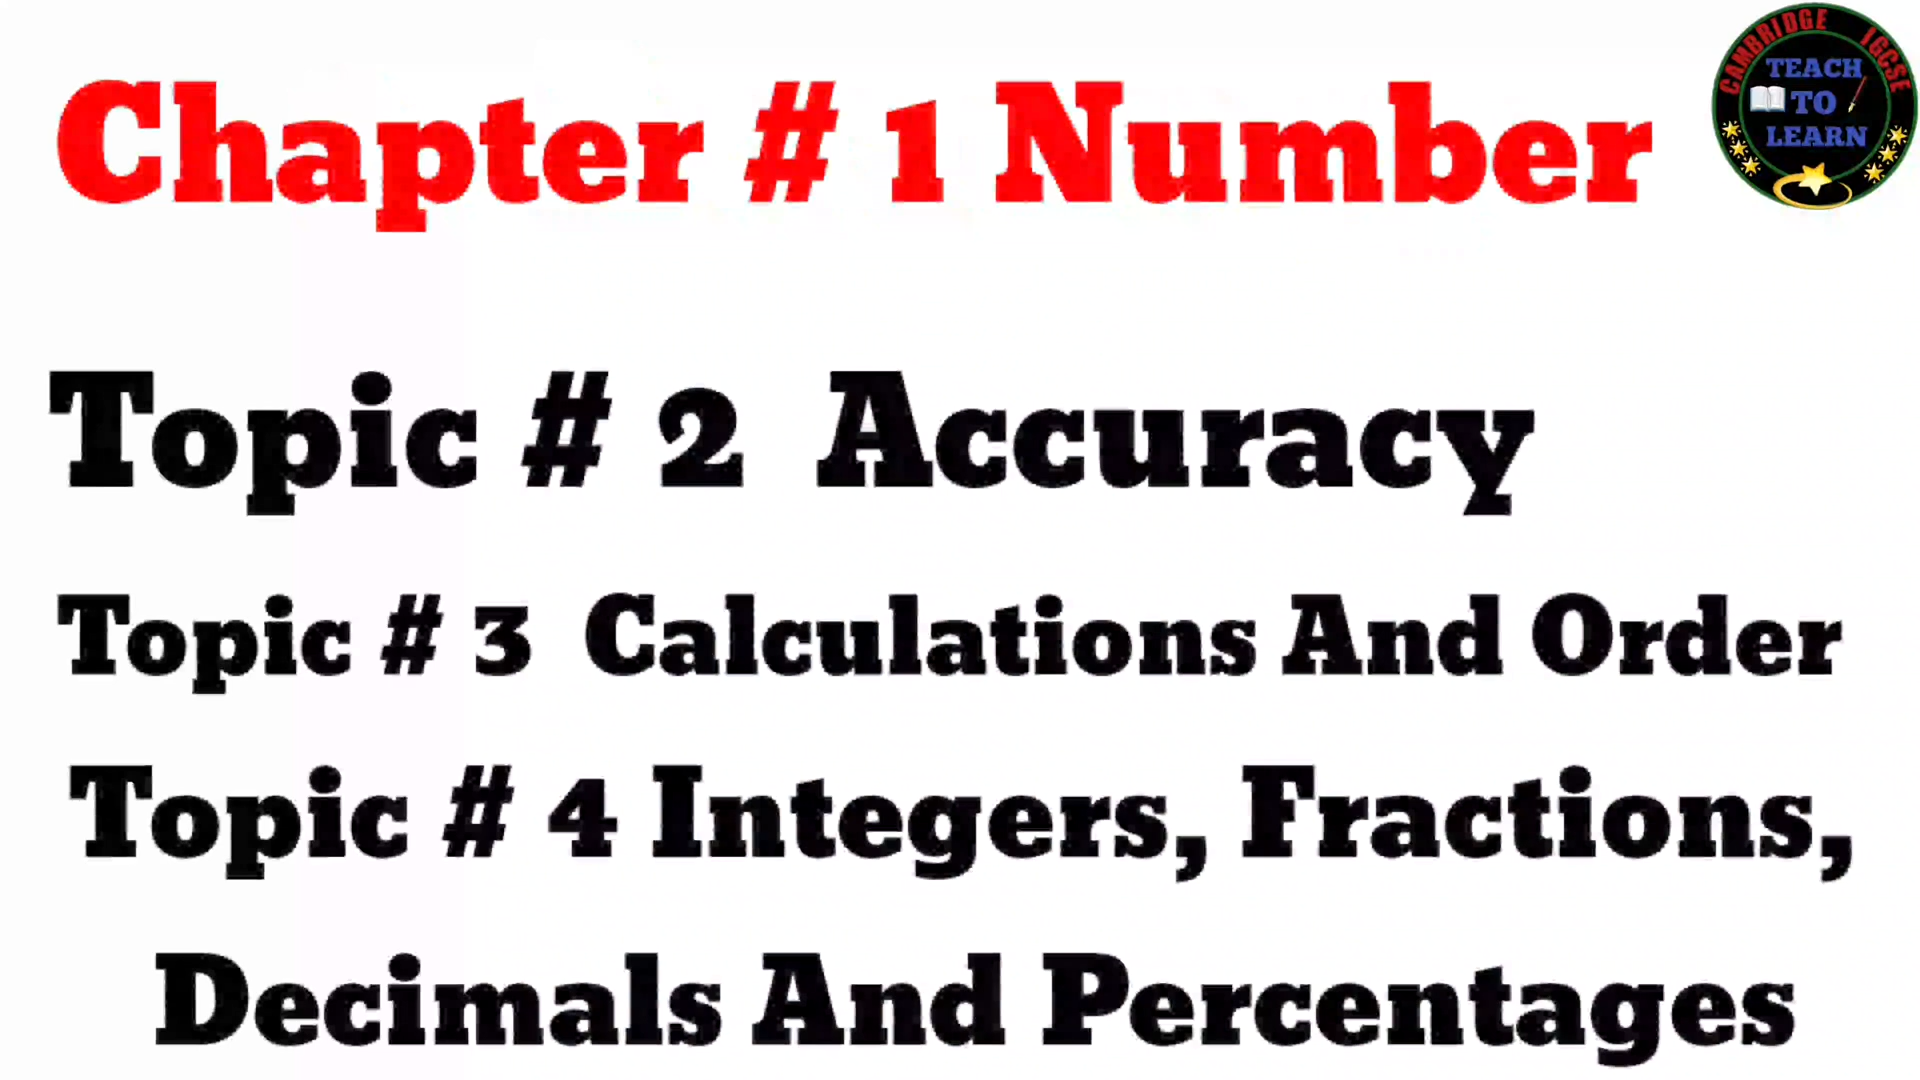 Chapter # 1 Number
CAMBRIDGE IGCSE
TEACH
TO
LEARN
Topic # 2 Accuracy
Topic # 3 Calculations And Order
Topic # 4 Integers, Fractions,
Decimals And Percentages